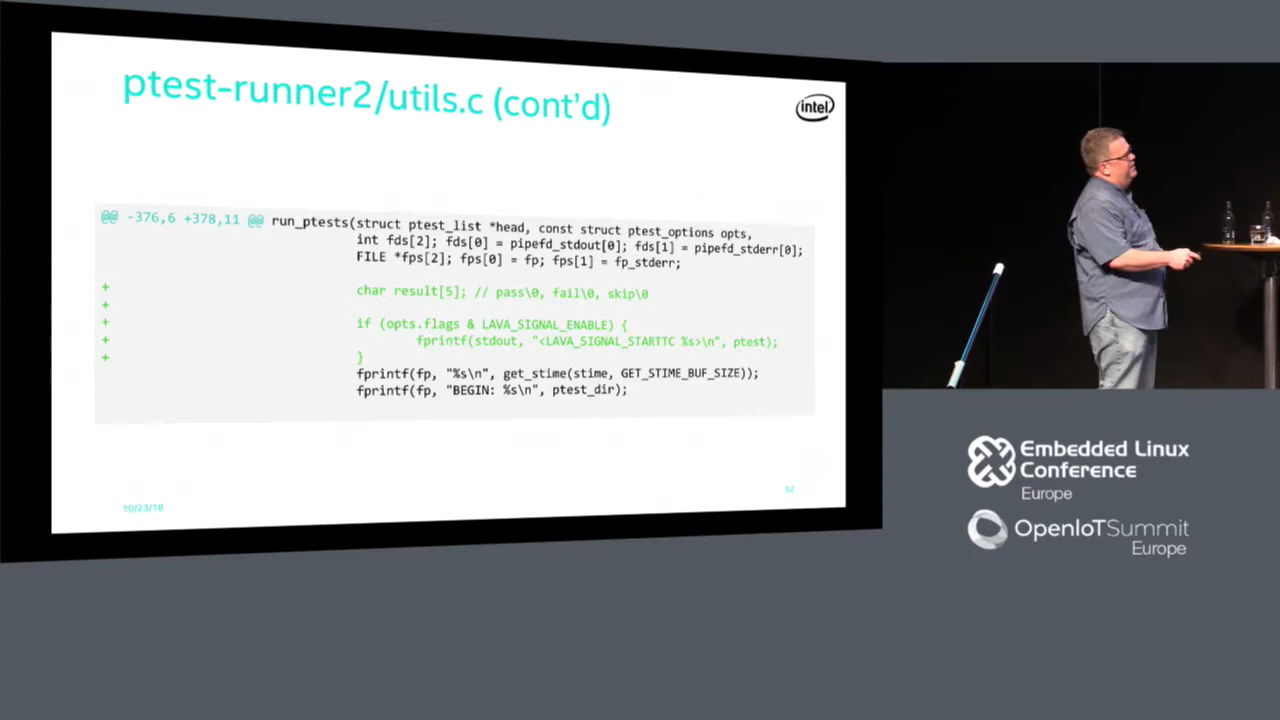 ptest-runner2/utils.c (cont'd)
intel
@@ -376,6 +378,11 @@ run_ptests(struct ptest_list *head, const struct ptest_options opts,
int fds[2]; fds[0] = pipefd_stdout[0]; fds[1] = pipefd_stderr[0];
FILE *fps[2]; fps[0] = fp; fps[1] = fp_stderr;
+ char result[5]; // pass\0, fail\0, skip\0
+
+ if (opts.flags & LAVA_SIGNAL_ENABLE) {
+ fprintf(stdout, "<LAVA_SIGNAL_STARTTC %s>\n", ptest);
+ }
fprintf(fp, "%s\n", get_stime(stime, GET_STIME_BUF_SIZE));
fprintf(fp, "BEGIN: %s\n", ptest_dir);
32
10/23/18
Embedded Linux
Conference
Europe
OpenIoTSummit
Europe